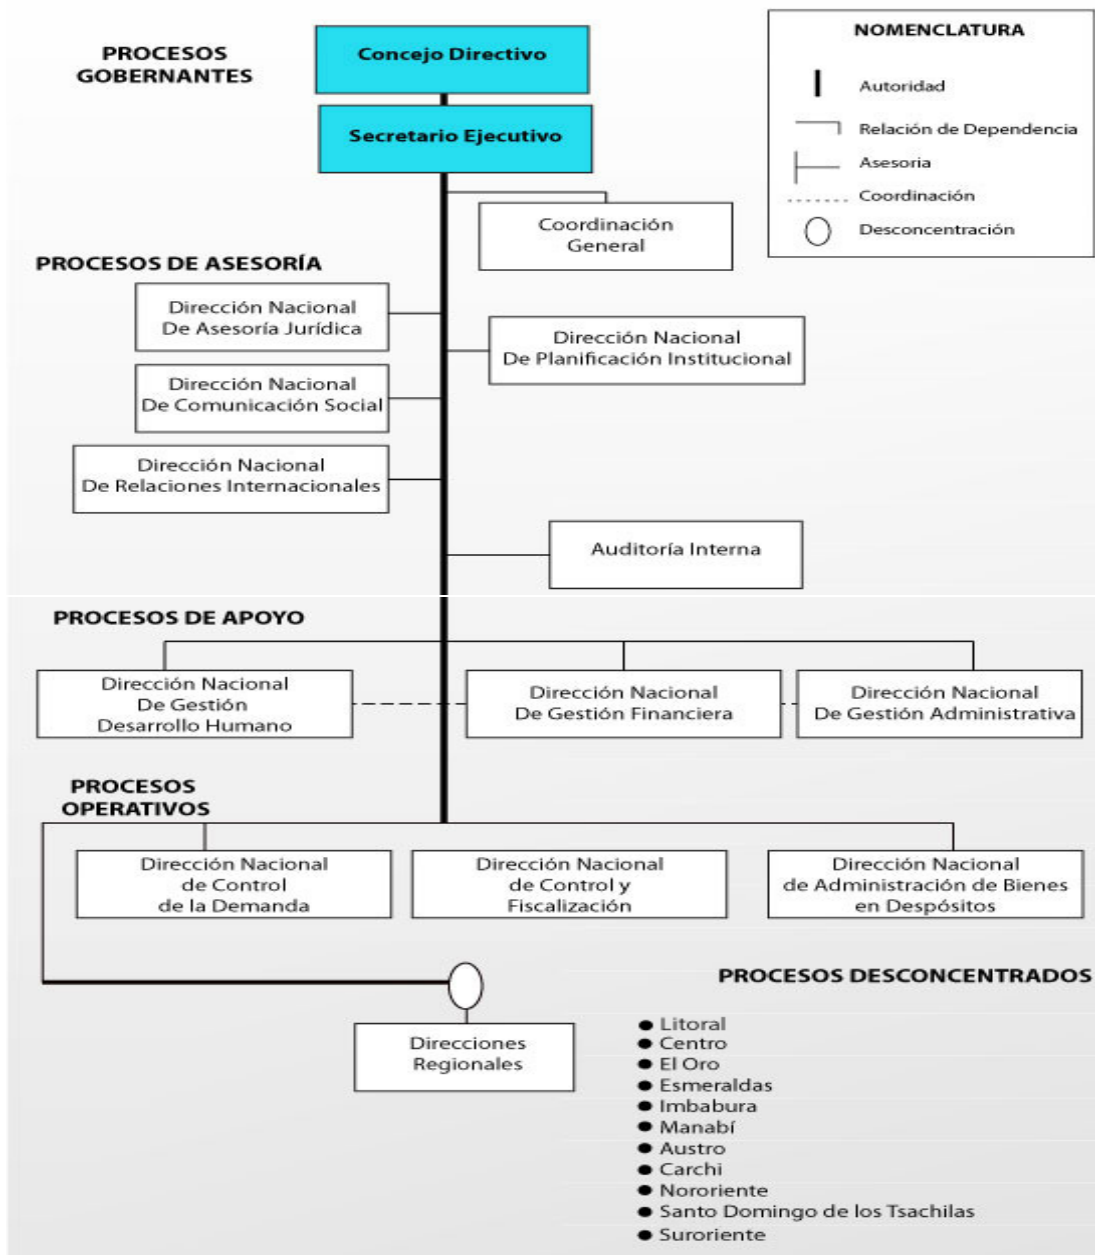 PROCESOS
GOBERNANTES
Concejo Directivo
Secretario Ejecutivo
NOMENCLATURA
Autoridad
Relación de Dependencia
Asesoria
Coordinación
Desconcentración
Coordinación
General
PROCESOS DE ASESORÍA
Dirección Nacional
De Asesoría Jurídica
Dirección Nacional
De Planificación Institucional
Dirección Nacional
De Comunicación Social
Dirección Nacional
De Relaciones Internacionales
Auditoría Interna
PROCESOS DE APOYO
Dirección Nacional
De Gestión
Desarrollo Humano
Dirección Nacional
De Gestión Financiera
Dirección Nacional
De Gestión Administrativa
PROCESOS
OPERATIVOS
Dirección Nacional
de Control
de la Demanda
Dirección Nacional
de Control y
Fiscalización
Dirección Nacional
de Administración de Bienes
en Despósitos
Direcciones
Regionales
PROCESOS DESCONCENTRADOS
● Litoral
● Centro
● El Oro
● Esmeraldas
● Imbabura
● Manabí
● Austro
● Carchi
● Nororiente
● Santo Domingo de los Tsachilas
● Suroriente